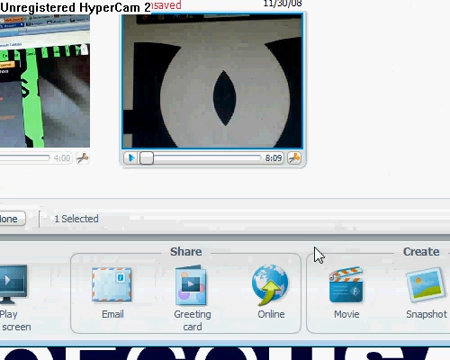 Unregistered HyperCam 2
saved
11/30/08
4:00
8:09
None
1 Selected
Share
Create
Play
screen
Email
Greeting
card
Online
Movie
Snapshot